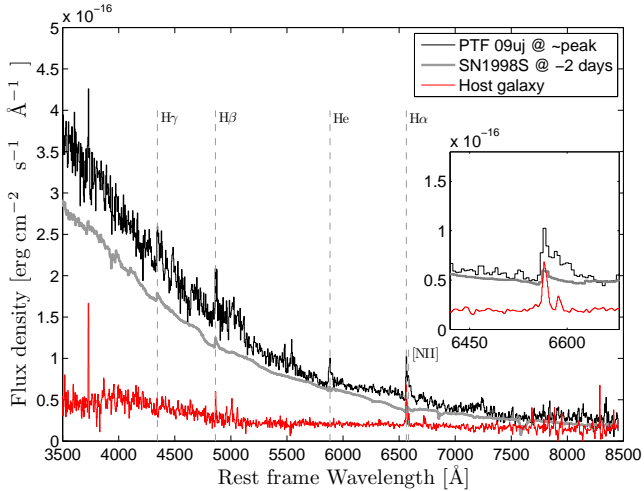 x 10^-16
5
4.5
4
3.5
3
2.5
2
1.5
1
0.5
0
Flux density [erg cm^-2 s^-1 Å^-1]
PTF 09uj @ ~peak
SN1998S @ -2 days
Host galaxy
Hγ
Hβ
He
Hα
[NII]
x 10^-16
1.5
1
0.5
0
6450 6600
3500 4000 4500 5000 5500 6000 6500 7000 7500 8000 8500
Rest frame Wavelength [Å]